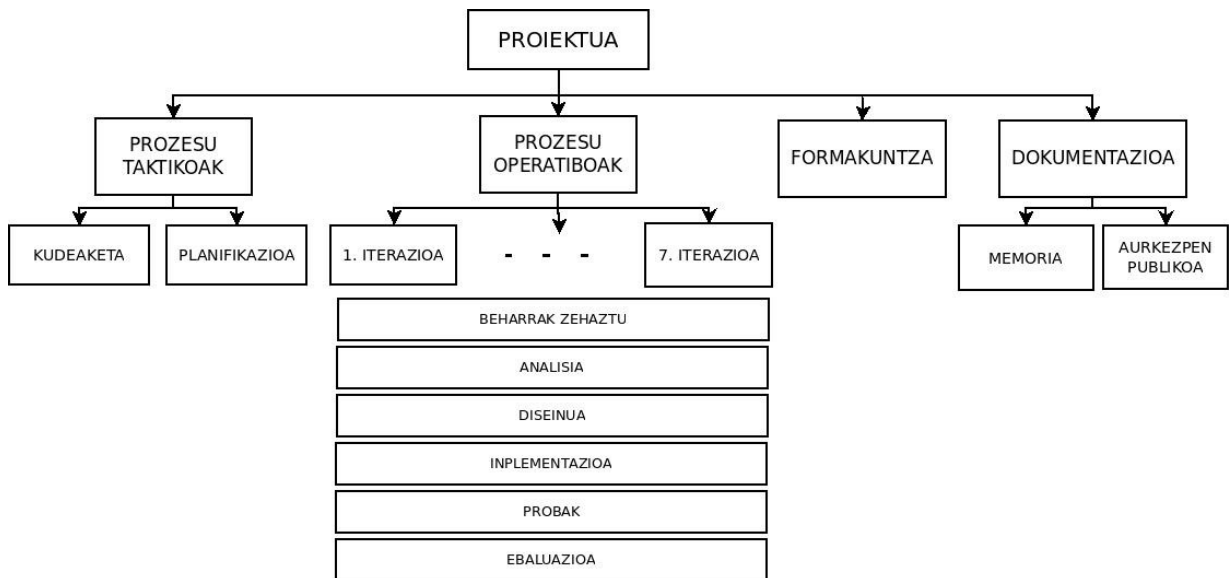 PROIEKTUA
PROZESU
TAKTIKOAK
PROZESU
OPERATIBOAK
FORMAKUNTZA
DOKUMENTAZIOA
KUDEAKETA
PLANIFIKAZIOA
1. ITERAZIOA
- - -
7. ITERAZIOA
MEMORIA
AURKEZPEN
PUBLIKOA
BEHARRAK ZEHAZTU
ANALISIA
DISEINUA
INPLEMENTAZIOA
PROBAK
EBALUAZIOA